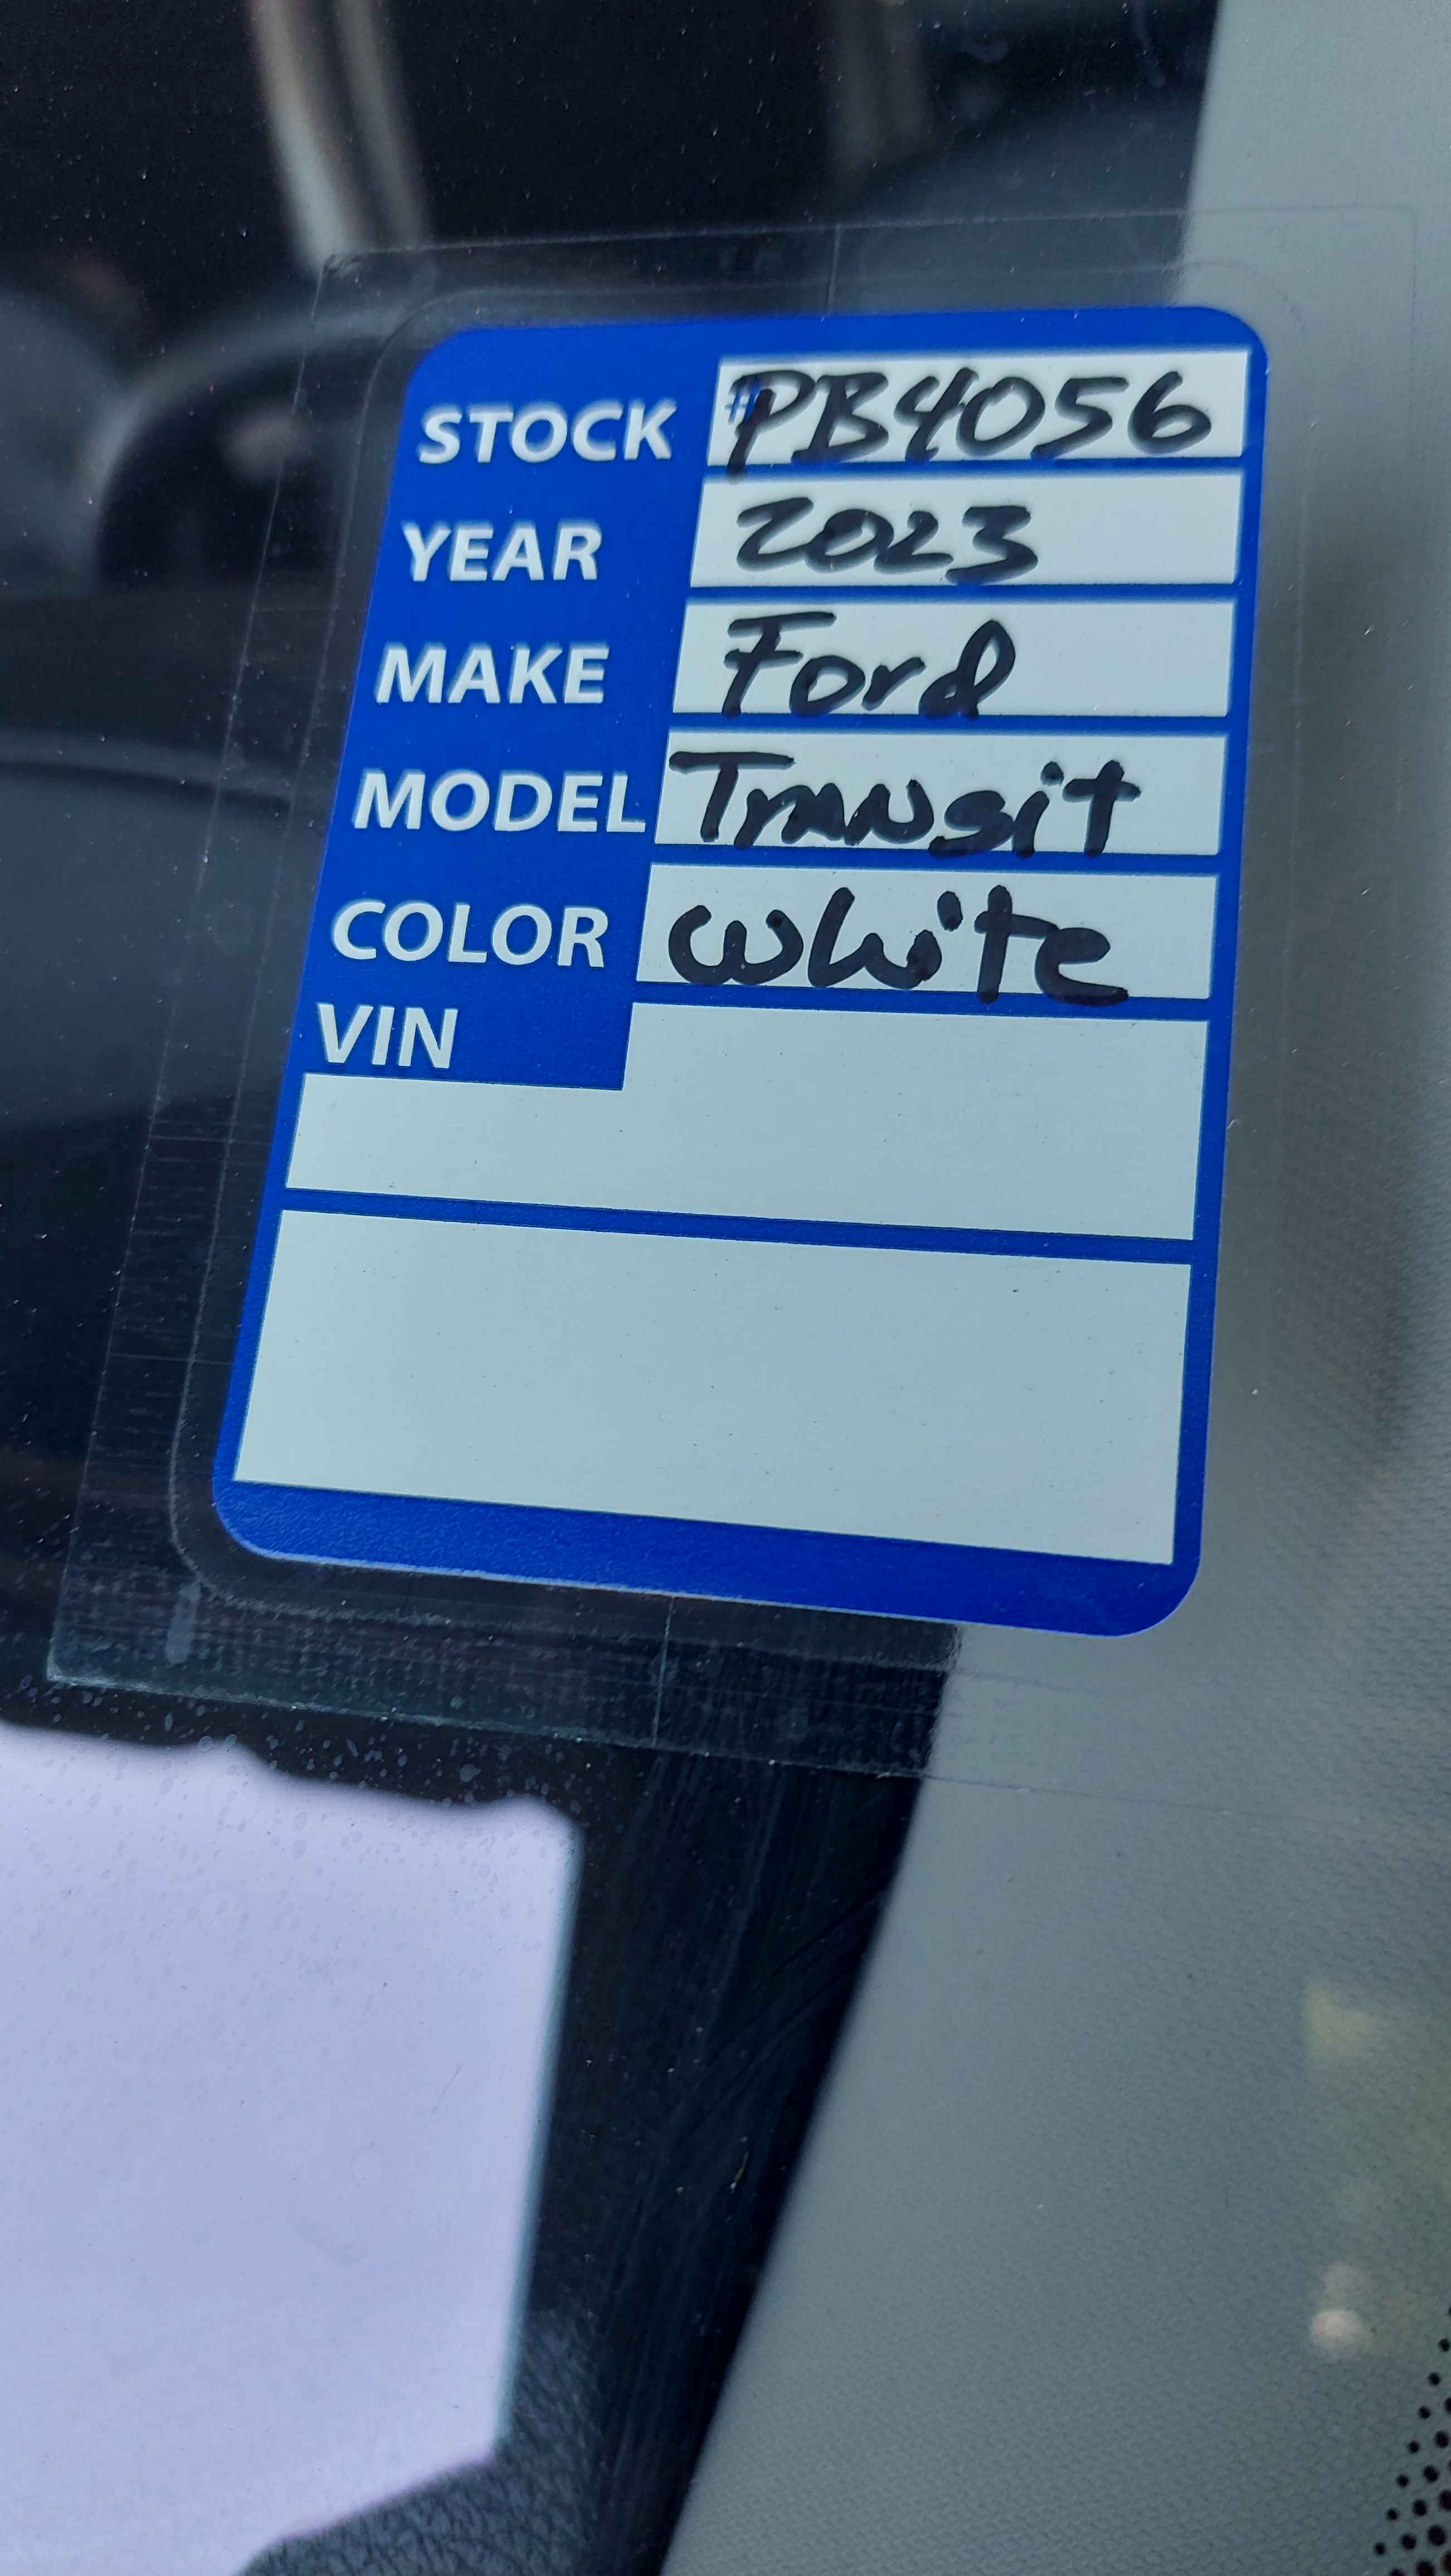 STOCK #PB4056
YEAR 2023
MAKE Ford
MODEL Transit
COLOR White
VIN